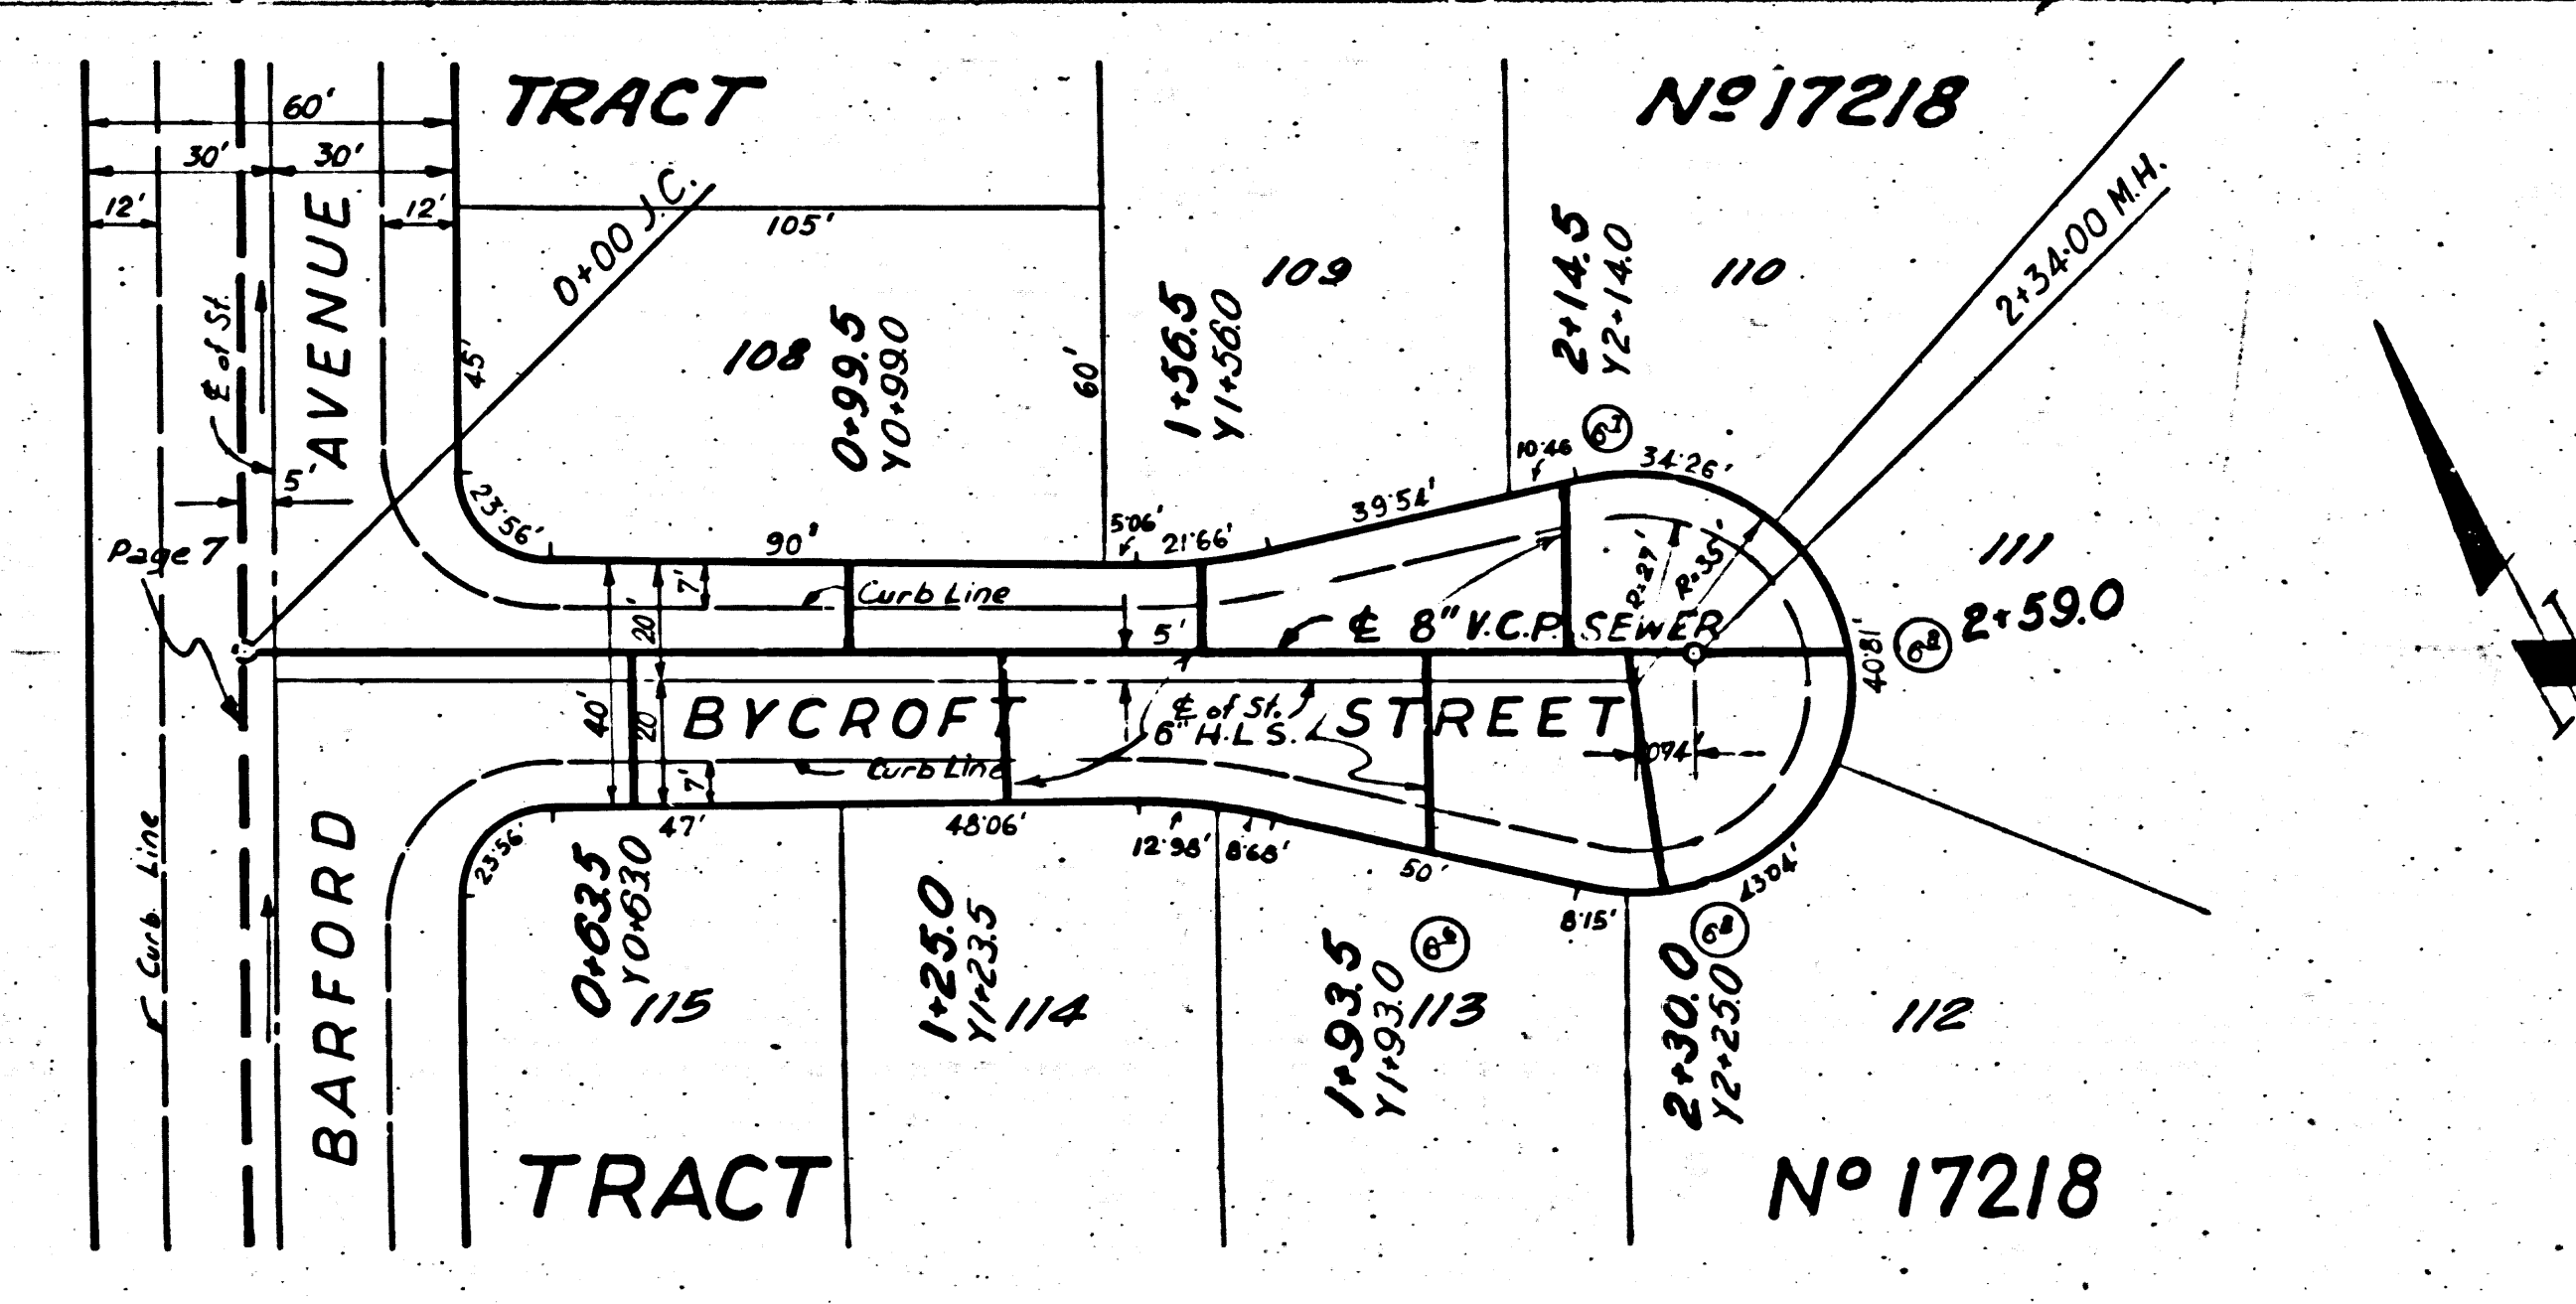 TRACT
Nº 17218
60'
30'
30'
12'
12'
AVENUE
℄ of St.
5'
Page 7
0+00 J.C.
105'
45'
108
0+99.5
Y0+99.0
60'
109
1+56.5
Y1+56.0
110
2+14.5
Y2+14.0
2+34.00 M.H.
111
2+59.0
23.56'
90'
5.06'
21.66'
39.54'
10.46
34.26'
40.81'
R=27'
R=35'
7'
20'
Curb Line
5'
℄ 8" V.C.P. SEWER
40'
20'
BYCROFT STREET
℄ of St.
6" H.L.S.
7'
Curb Line
23.56'
47'
48.06'
12.98'
8.68'
50'
8.15'
43.04'
Curb Line
BARFORD
0+63.5
Y0+63.0
115
1+25.0
Y1+23.5
114
1+93.5
Y1+93.0
113
2+30.0
Y2+25.0
112
TRACT
Nº 17218